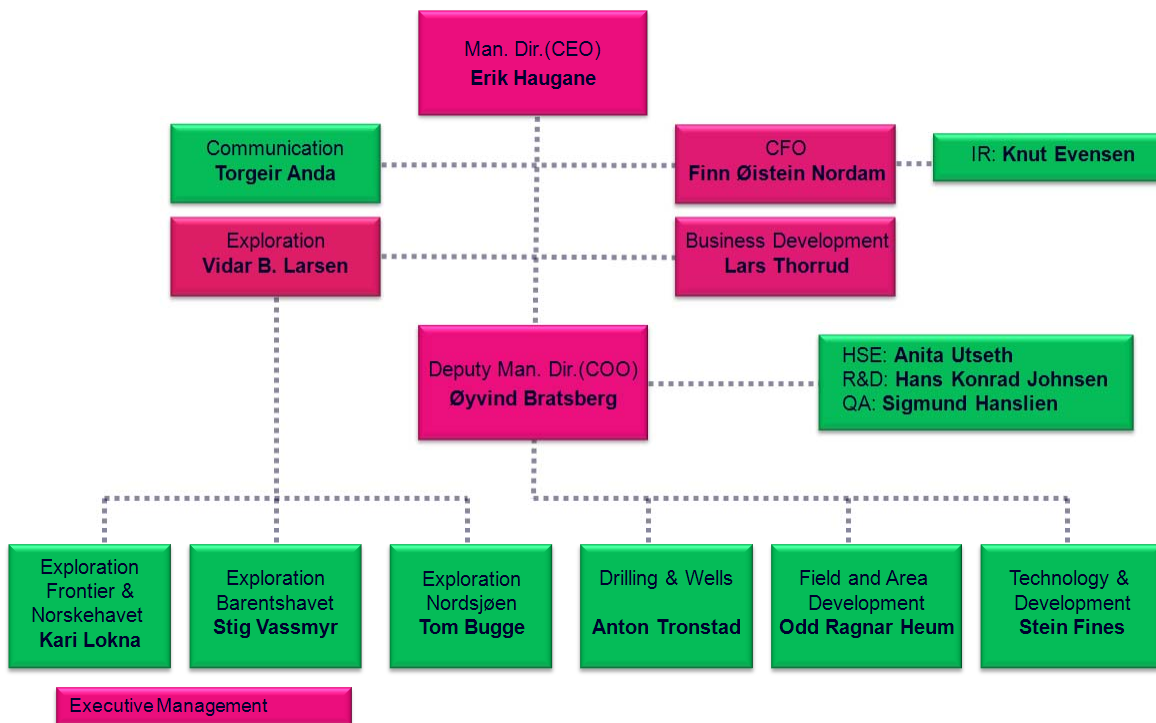 Man. Dir.(CEO)
Erik Haugane
Communication
Torgeir Anda
CFO
Finn Øistein Nordam
IR: Knut Evensen
Exploration
Vidar B. Larsen
Business Development
Lars Thorrud
Deputy Man. Dir.(COO)
Øyvind Bratsberg
HSE: Anita Utseth
R&D: Hans Konrad Johnsen
QA: Sigmund Hanslien
Exploration
Frontier &
Norskehavet
Kari Lokna
Exploration
Barentshavet
Stig Vassmyr
Exploration
Nordsjøen
Tom Bugge
Drilling & Wells
Anton Tronstad
Field and Area
Development
Odd Ragnar Heum
Technology &
Development
Stein Fines
Executive Management